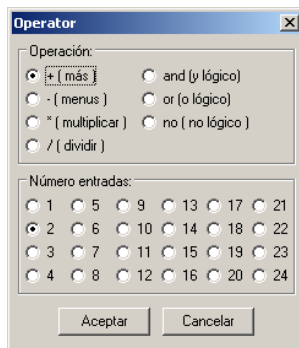 Operator
Operación:
+ ( más )
and (y lógico)
- ( menus )
or (o lógico)
* ( multiplicar )
no ( no lógico )
/ ( dividir )
Número entradas:
1 5 9 13 17 21
2 6 10 14 18 22
3 7 11 15 19 23
4 8 12 16 20 24
Aceptar
Cancelar